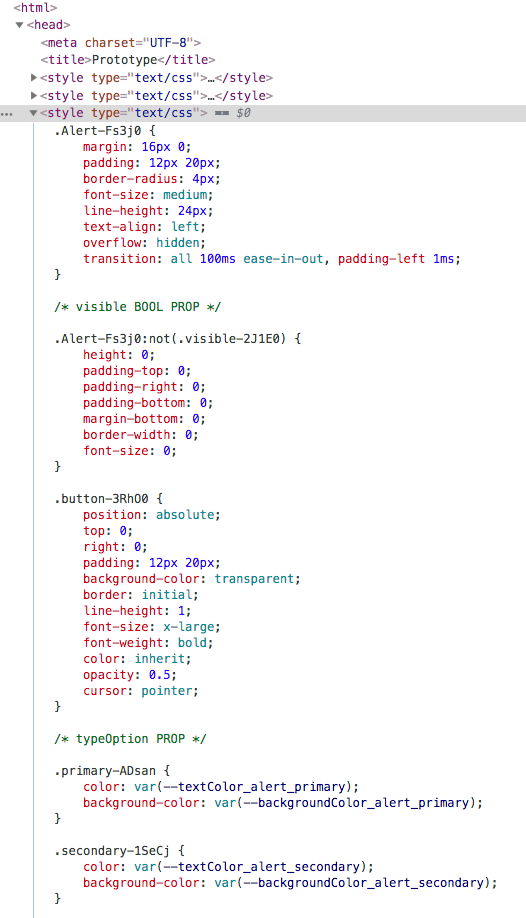 <html>
▼<head>
<meta charset="UTF-8">
<title>Prototype</title>
▶<style type="text/css">…</style>
▶<style type="text/css">…</style>
… ▼<style type="text/css"> == $0
.Alert-Fs3j0 {
margin: 16px 0;
padding: 12px 20px;
border-radius: 4px;
font-size: medium;
line-height: 24px;
text-align: left;
overflow: hidden;
transition: all 100ms ease-in-out, padding-left 1ms;
}
/* visible BOOL PROP */
.Alert-Fs3j0:not(.visible-2J1E0) {
height: 0;
padding-top: 0;
padding-right: 0;
padding-bottom: 0;
margin-bottom: 0;
border-width: 0;
font-size: 0;
}
.button-3RhO0 {
position: absolute;
top: 0;
right: 0;
padding: 12px 20px;
background-color: transparent;
border: initial;
line-height: 1;
font-size: x-large;
font-weight: bold;
color: inherit;
opacity: 0.5;
cursor: pointer;
}
/* typeOption PROP */
.primary-ADsan {
color: var(--textColor_alert_primary);
background-color: var(--backgroundColor_alert_primary);
}
.secondary-1SeCj {
color: var(--textColor_alert_secondary);
background-color: var(--backgroundColor_alert_secondary);
}